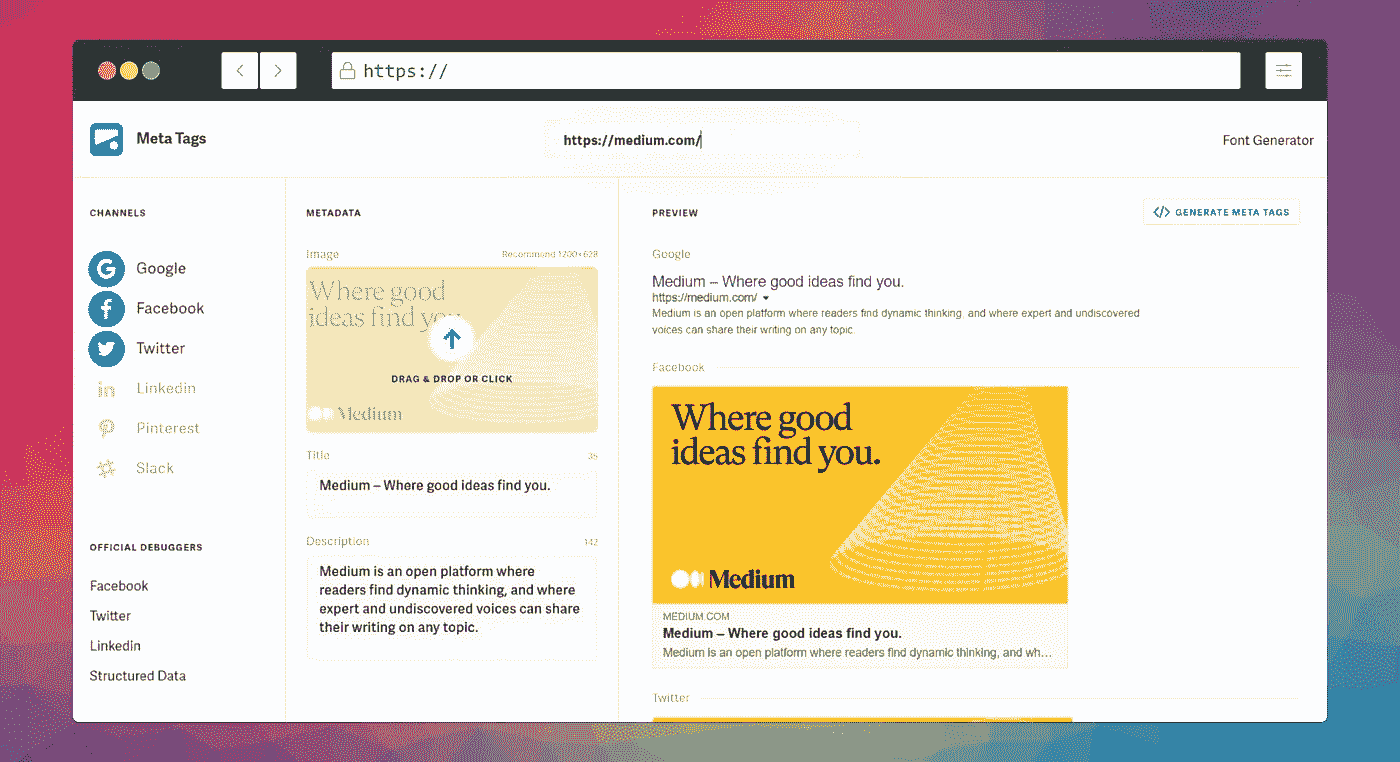 https://
Meta Tags
https://medium.com/
Font Generator
CHANNELS
Google
Facebook
Twitter
Linkedin
Pinterest
Slack
OFFICIAL DEBUGGERS
Facebook
Twitter
Linkedin
Structured Data
METADATA
Image
Recommend 1200×628
Where good
ideas find you.
DRAG & DROP OR CLICK
Medium
Title
35
Medium – Where good ideas find you.
Description
142
Medium is an open platform where
readers find dynamic thinking, and where
expert and undiscovered voices can share
their writing on any topic.
PREVIEW
</> GENERATE META TAGS
Google
Medium – Where good ideas find you.
https://medium.com/
Medium is an open platform where readers find dynamic thinking, and where expert and undiscovered
voices can share their writing on any topic.
Facebook
Where good
ideas find you.
Medium
MEDIUM.COM
Medium – Where good ideas find you.
Medium is an open platform where readers find dynamic thinking, and wh...
Twitter